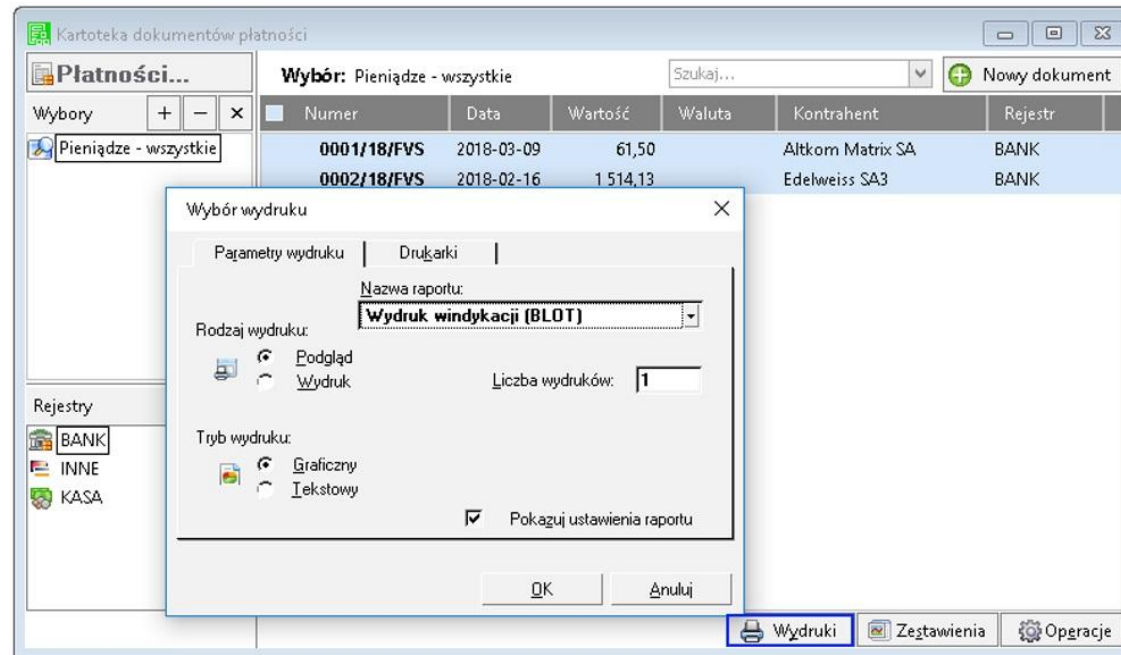 Kartoteka dokumentów płatności
Płatności...
Wybór: Pieniądze - wszystkie
Szukaj...
Nowy dokument
Wybory + − ×
Numer Data Wartość Waluta Kontrahent Rejestr
Pieniądze - wszystkie
0001/18/FVS 2018-03-09 61,50 Altkom Matrix SA BANK
0002/18/FVS 2018-02-16 1 514,13 Edelweiss SA3 BANK
Wybór wydruku
Parametry wydruku
Drukarki
Nazwa raportu:
Wydruk windykacji (BLOT)
Rodzaj wydruku:
Podgląd
Wydruk
Liczba wydruków: 1
Tryb wydruku:
Graficzny
Tekstowy
Pokazuj ustawienia raportu
OK
Anuluj
Rejestry
BANK
INNE
KASA
Wydruki
Zestawienia
Operacje